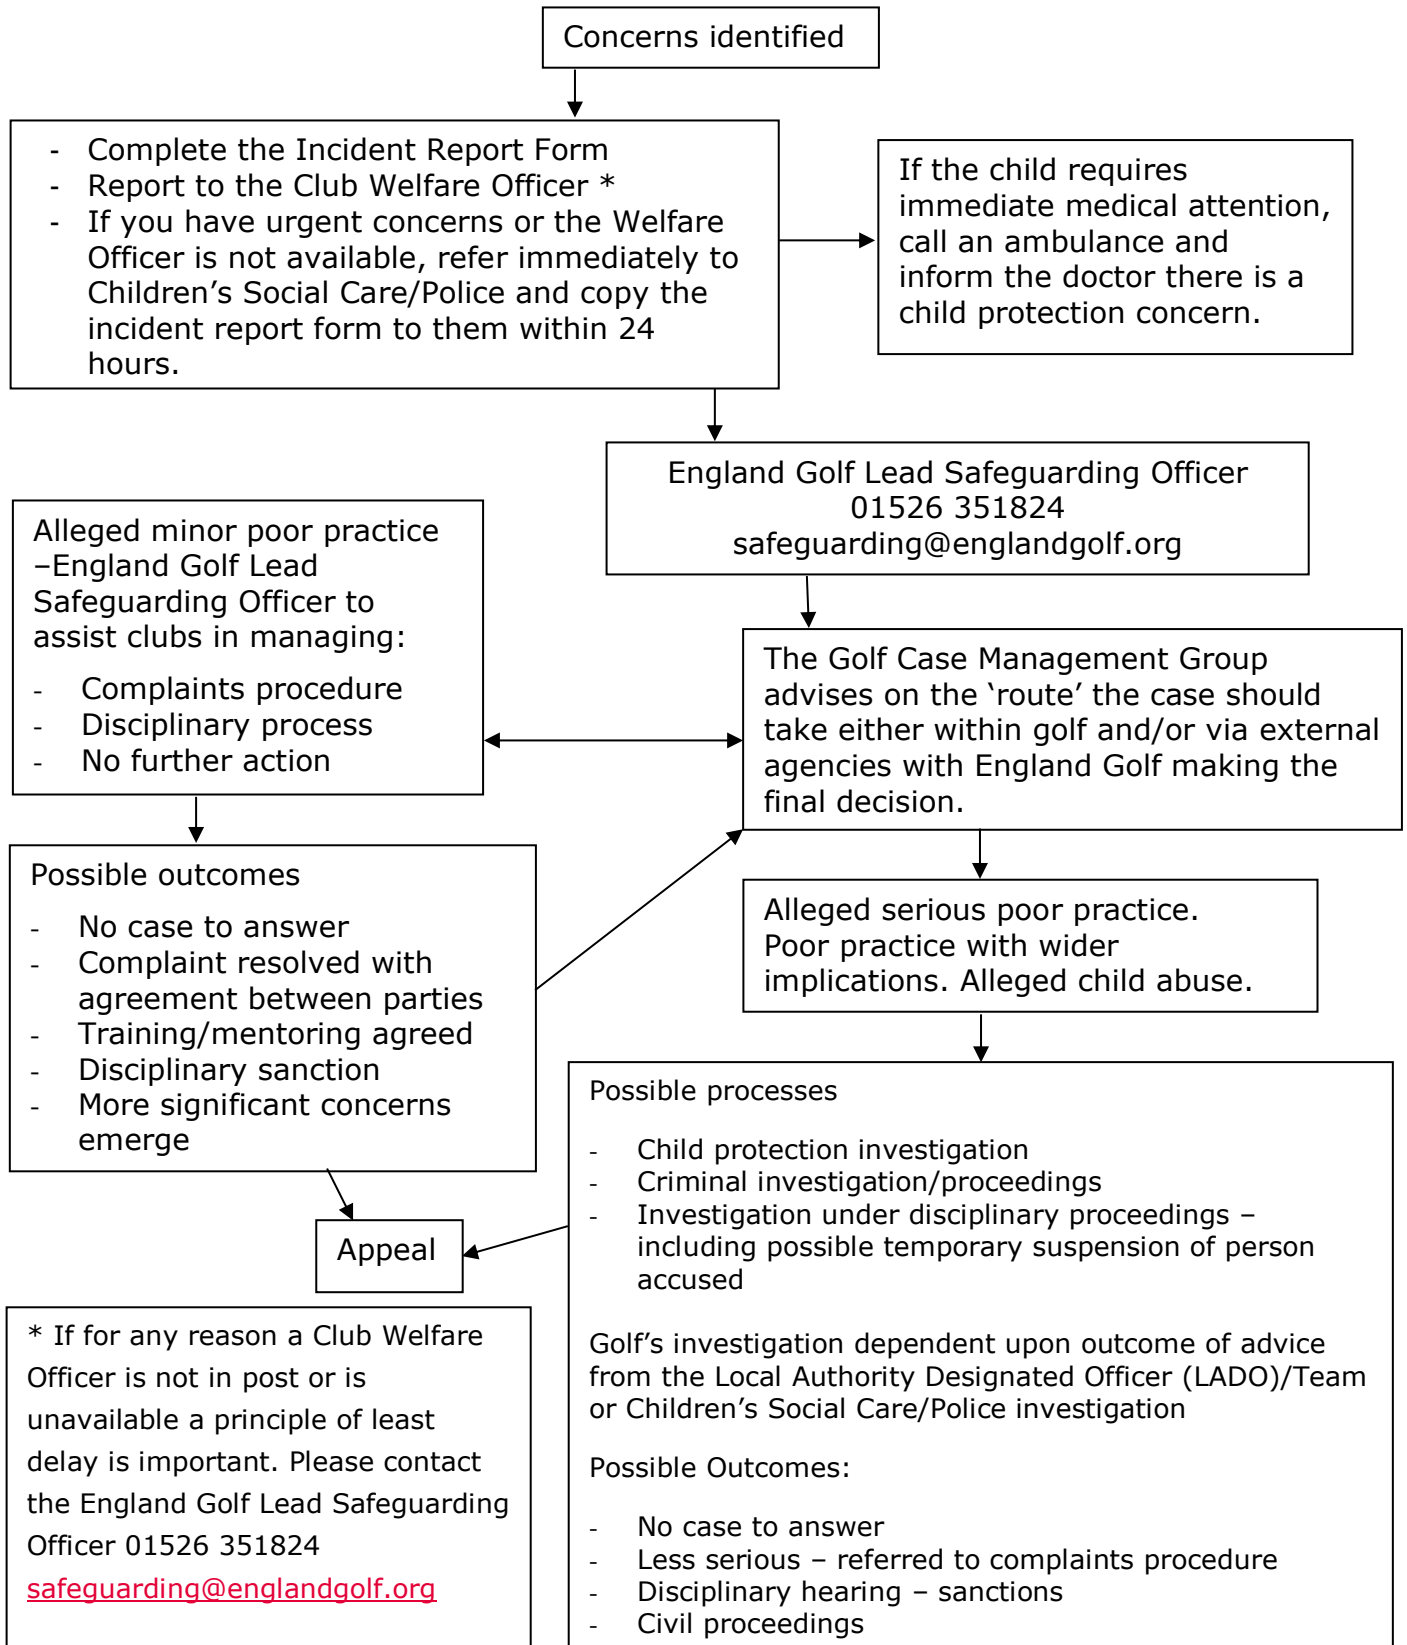 Concerns identified
- Complete the Incident Report Form
- Report to the Club Welfare Officer *
- If you have urgent concerns or the Welfare
Officer is not available, refer immediately to
Children’s Social Care/Police and copy the
incident report form to them within 24
hours.
If the child requires
immediate medical attention,
call an ambulance and
inform the doctor there is a
child protection concern.
England Golf Lead Safeguarding Officer
01526 351824
safeguarding@englandgolf.org
Alleged minor poor practice
–England Golf Lead
Safeguarding Officer to
assist clubs in managing:
- Complaints procedure
- Disciplinary process
- No further action
The Golf Case Management Group
advises on the ‘route’ the case should
take either within golf and/or via external
agencies with England Golf making the
final decision.
Possible outcomes
- No case to answer
- Complaint resolved with
agreement between parties
- Training/mentoring agreed
- Disciplinary sanction
- More significant concerns
emerge
Alleged serious poor practice.
Poor practice with wider
implications. Alleged child abuse.
Possible processes
- Child protection investigation
- Criminal investigation/proceedings
- Investigation under disciplinary proceedings –
including possible temporary suspension of person
accused
Golf’s investigation dependent upon outcome of advice
from the Local Authority Designated Officer (LADO)/Team
or Children’s Social Care/Police investigation
Possible Outcomes:
- No case to answer
- Less serious – referred to complaints procedure
- Disciplinary hearing – sanctions
- Civil proceedings
Appeal
* If for any reason a Club Welfare
Officer is not in post or is
unavailable a principle of least
delay is important. Please contact
the England Golf Lead Safeguarding
Officer 01526 351824
safeguarding@englandgolf.org